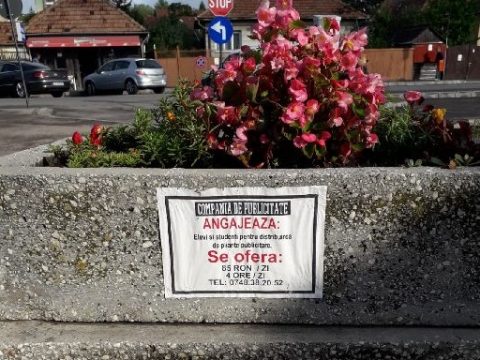 STOP
COMPANIA DE PUBLICITATE
ANGAJEAZA:
Elevi si studenti pentru distribuirea
de pliante publicitare.
Se ofera:
85 RON / ZI
4 ORE / ZI
TEL: 0748.38.20.52